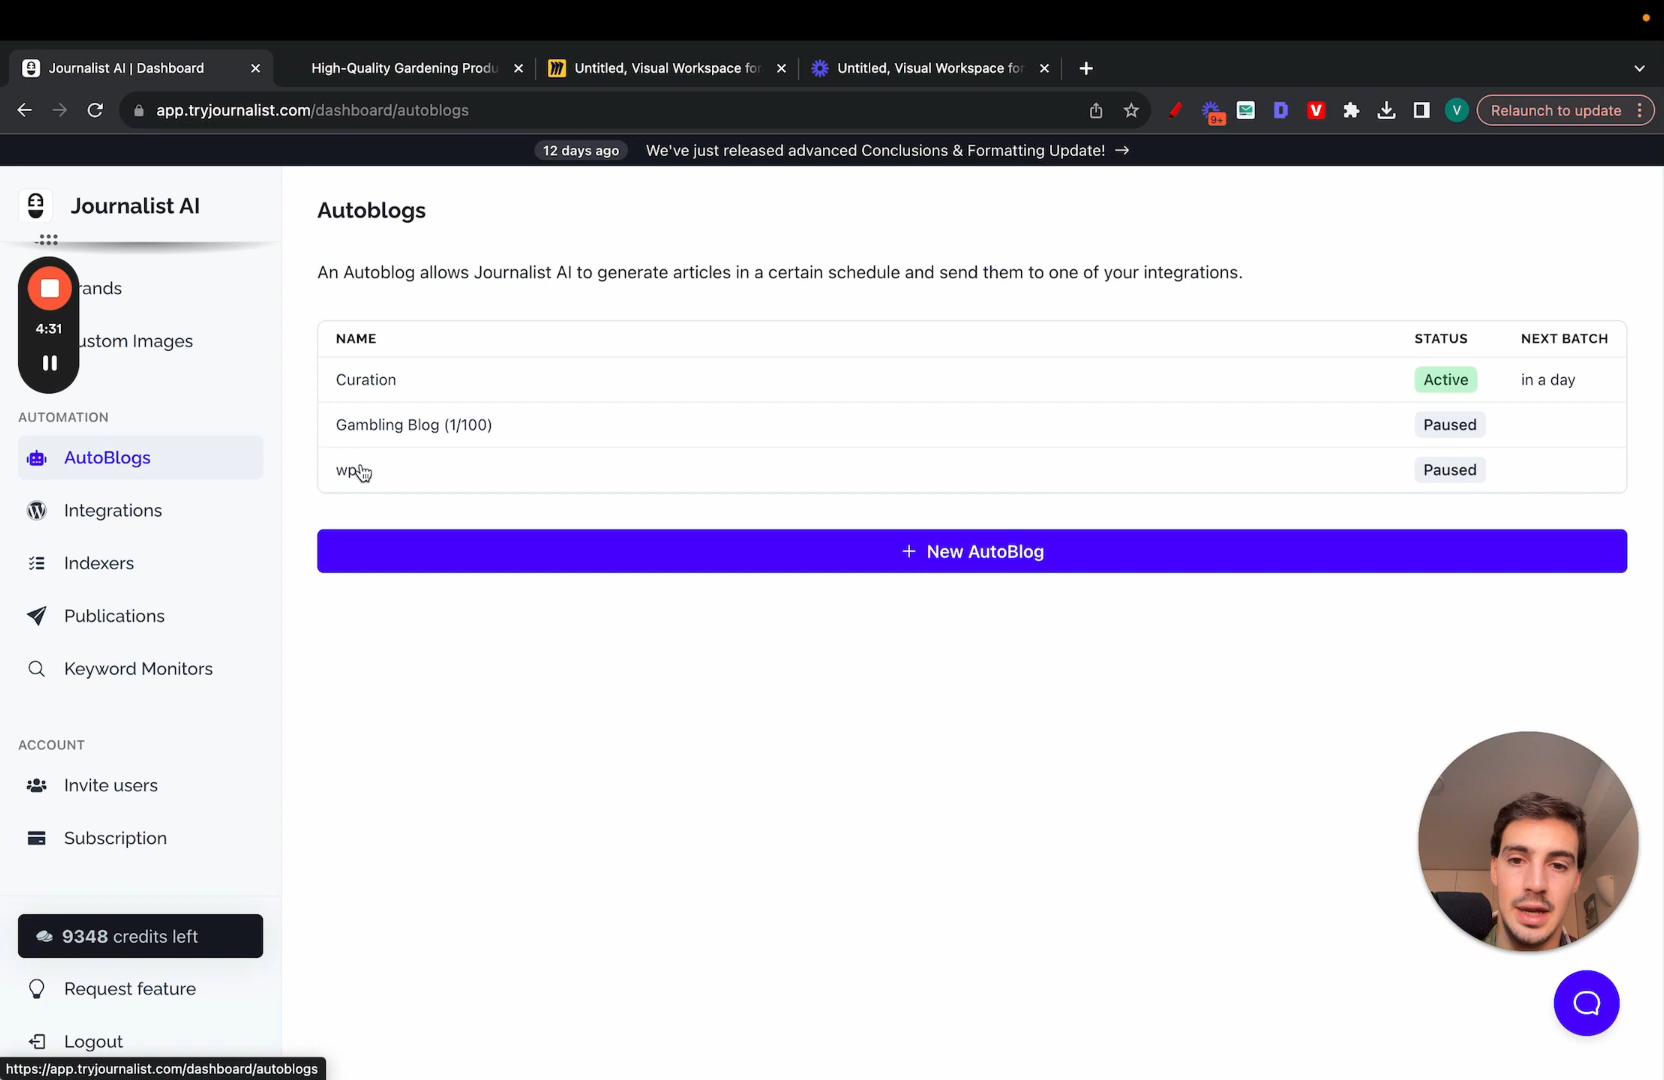 Journalist AI | Dashboard
High-Quality Gardening Produ
Untitled, Visual Workspace for
Untitled, Visual Workspace for
app.tryjournalist.com/dashboard/autoblogs
9+
D
V
V
Relaunch to update
12 days ago
We've just released advanced Conclusions & Formatting Update! →
Journalist AI
rands
ustom Images
4:31
AUTOMATION
AutoBlogs
Integrations
Indexers
Publications
Keyword Monitors
ACCOUNT
Invite users
Subscription
9348 credits left
Request feature
Logout
https://app.tryjournalist.com/dashboard/autoblogs
Autoblogs
An Autoblog allows Journalist AI to generate articles in a certain schedule and send them to one of your integrations.
NAME STATUS NEXT BATCH
Curation Active in a day
Gambling Blog (1/100) Paused
wp Paused
+ New AutoBlog